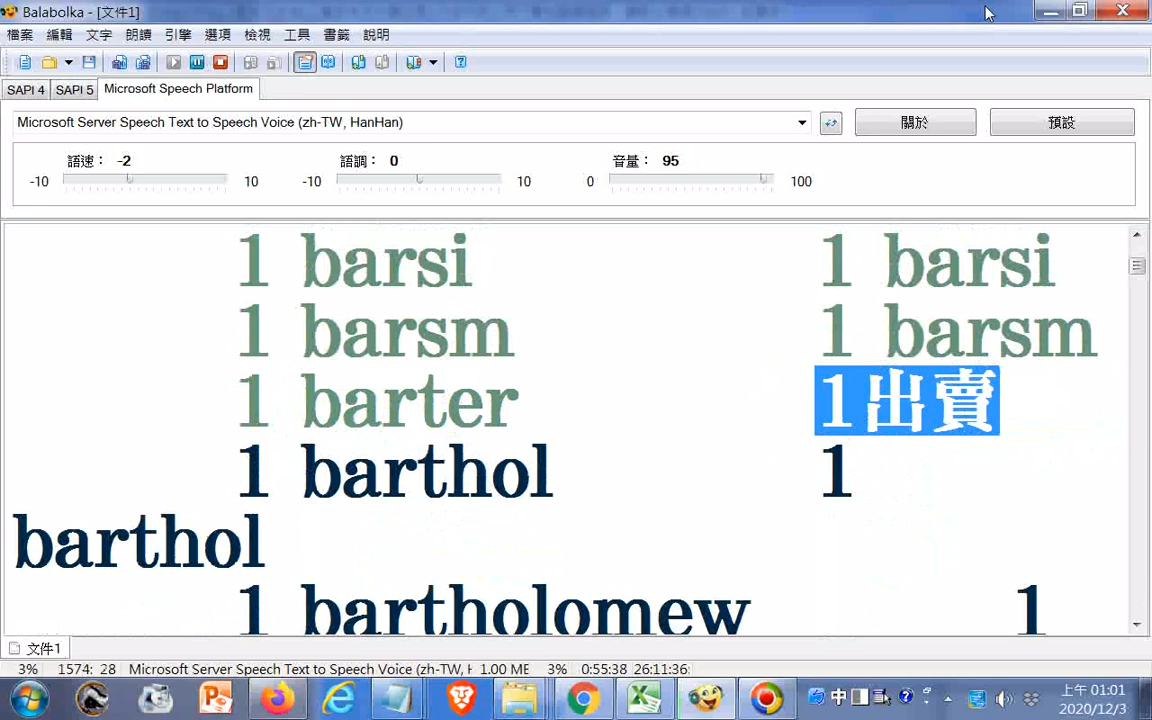 Balabolka - [文件1]
檔案 編輯 文字 朗讀 引擎 選項 檢視 工具 書籤 說明
SAPI 4 SAPI 5 Microsoft Speech Platform
Microsoft Server Speech Text to Speech Voice (zh-TW, HanHan) 關於 預設
語速： -2 語調： 0 音量： 95
-10 10 -10 10 0 100
1 barsi 1 barsi
1 barsm 1 barsm
1 barter 1出賣
1 barthol 1
barthol
1 bartholomew 1
文件1
3% 1574: 28 Microsoft Server Speech Text to Speech Voice (zh-TW, 1.00 ME 3% 0:55:38 26:11:36
中 上午 01:01
2020/12/3